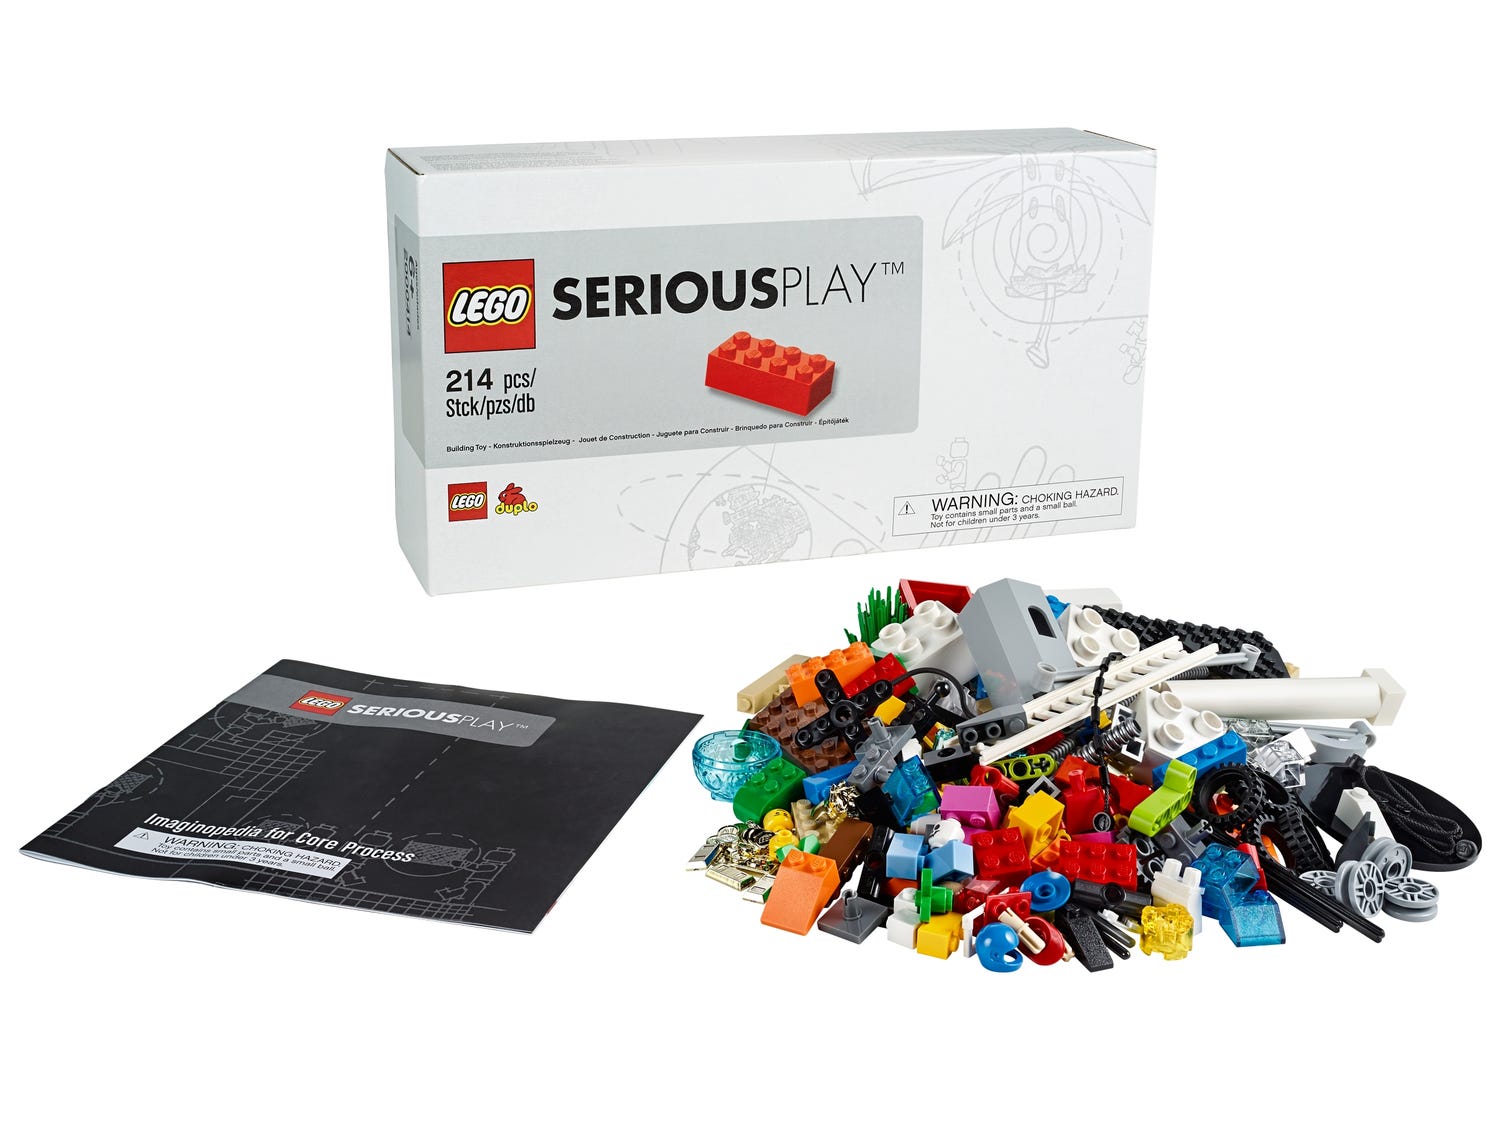 LEGO
SERIOUSPLAY™
214 pcs/
Stck/pzs/db
Building Toy - Konstruktionsspielzeug - Jouet de Construction - Juguete para Construir - Brinquedo para Construir - Építőjáték
LEGO
duplo
WARNING: CHOKING HAZARD.
Toy contains small parts and a small ball.
Not for children under 3 years.
LEGO
SERIOUSPLAY™
Imaginopedia for Core Process
WARNING: CHOKING HAZARD.
Toy contains small parts and a small ball.
Not for children under 3 years.